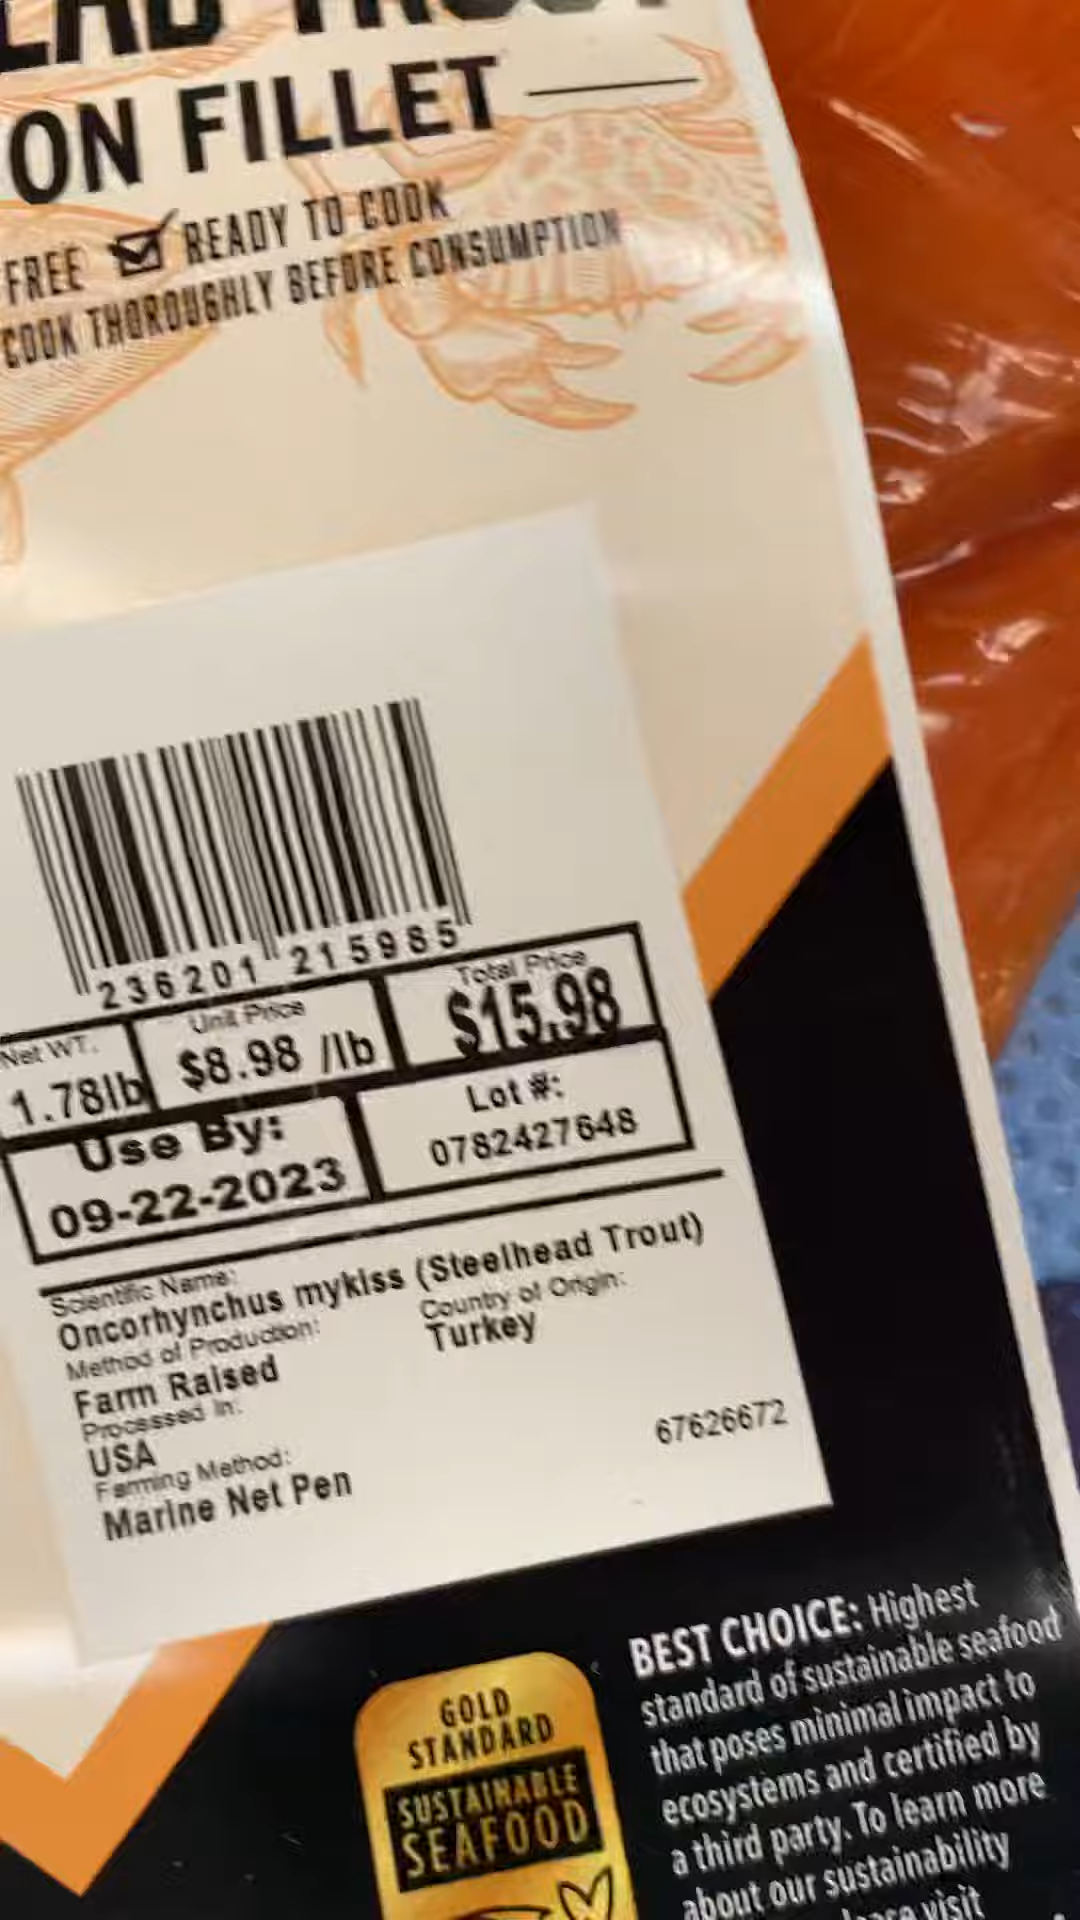 ON FILLET
FREE READY TO COOK
COOK THOROUGHLY BEFORE CONSUMPTION
236201 215985
Net WT. Unit Price Total Price
1.78lb $8.98 /lb $15.98
Use By: Lot #:
09-22-2023 0782427648
Scientific Name:
Oncorhynchus mykiss (Steelhead Trout)
Method of Production: Country of Origin:
Farm Raised Turkey
Processed In:
USA
67626672
Farming Method:
Marine Net Pen
GOLD
STANDARD
SUSTAINABLE
SEAFOOD
BEST CHOICE: Highest
standard of sustainable seafood
that poses minimal impact to
ecosystems and certified by
a third party. To learn more
about our sustainability
visit